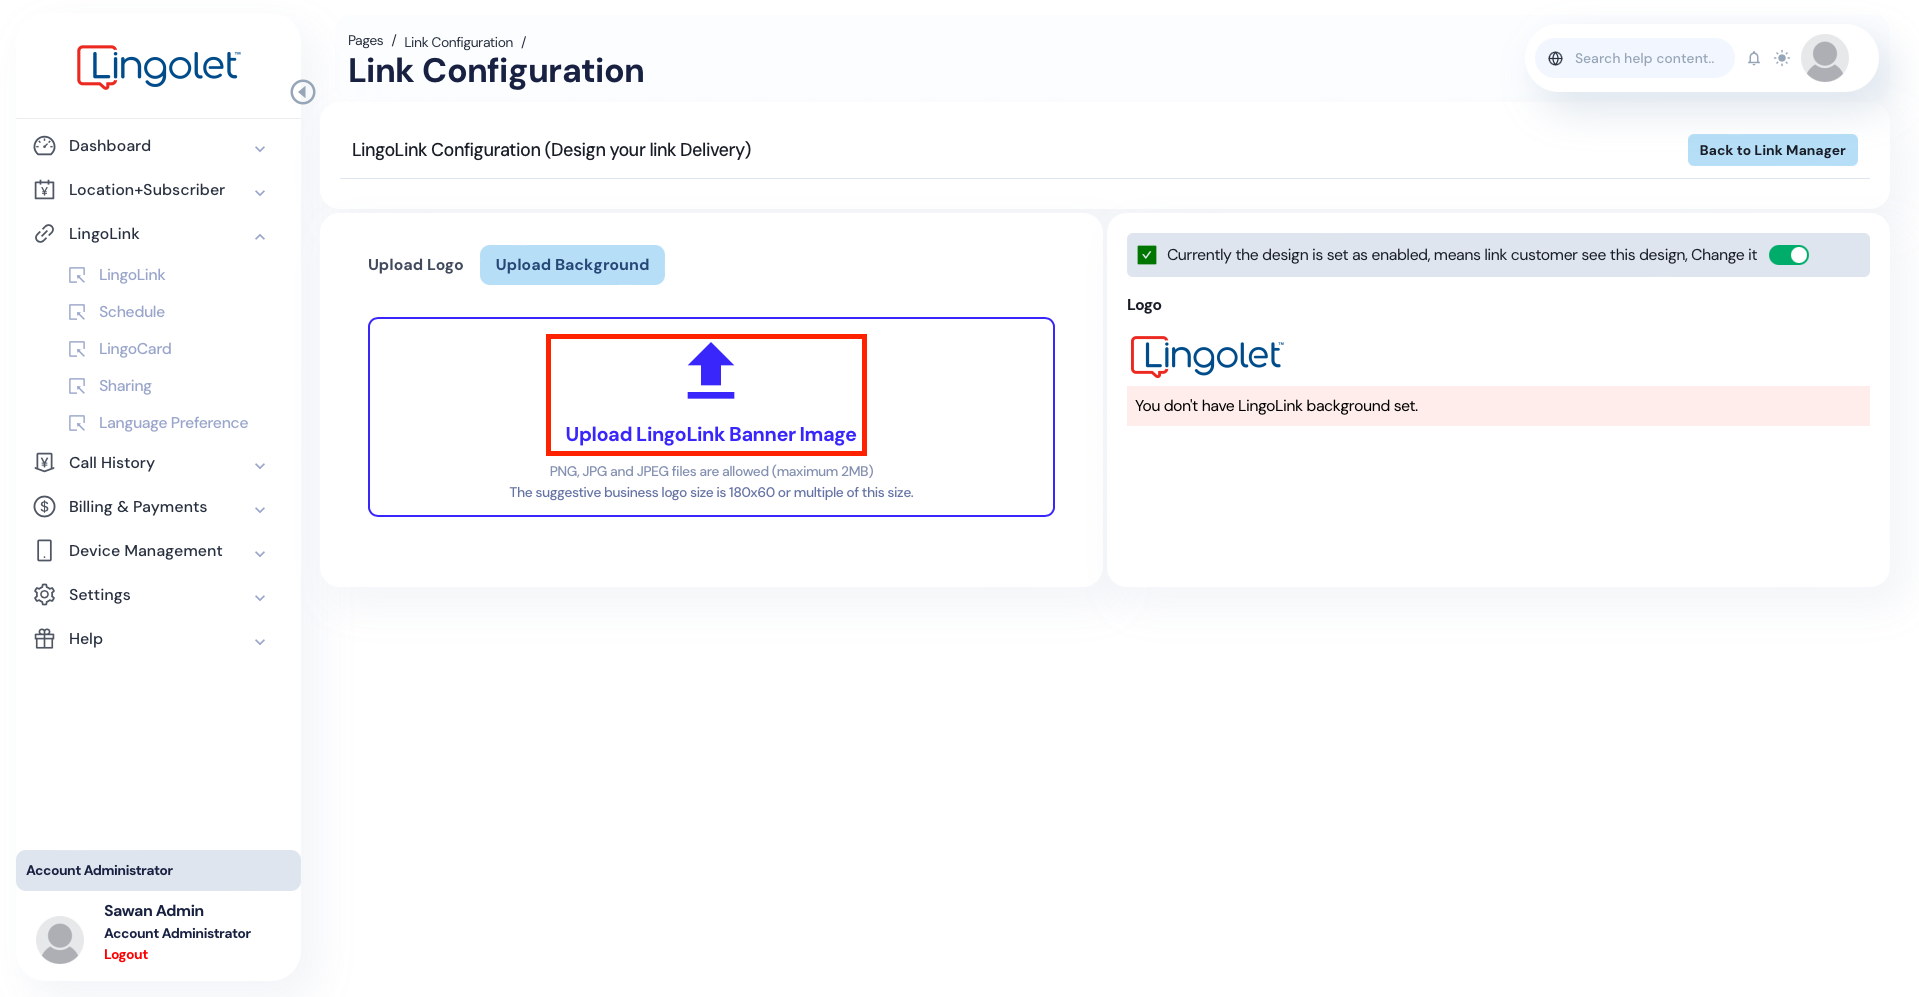 Lingolet™
Dashboard
Location+Subscriber
LingoLink
LingoLink
Schedule
LingoCard
Sharing
Language Preference
Call History
Billing & Payments
Device Management
Settings
Help
Account Administrator
Sawan Admin
Account Administrator
Logout
Pages / Link Configuration /
Link Configuration
Search help content..
LingoLink Configuration (Design your link Delivery)
Back to Link Manager
Upload Logo
Upload Background
Upload LingoLink Banner Image
PNG, JPG and JPEG files are allowed (maximum 2MB)
The suggestive business logo size is 180x60 or multiple of this size.
Currently the design is set as enabled, means link customer see this design, Change it
Logo
Lingolet™
You don't have LingoLink background set.